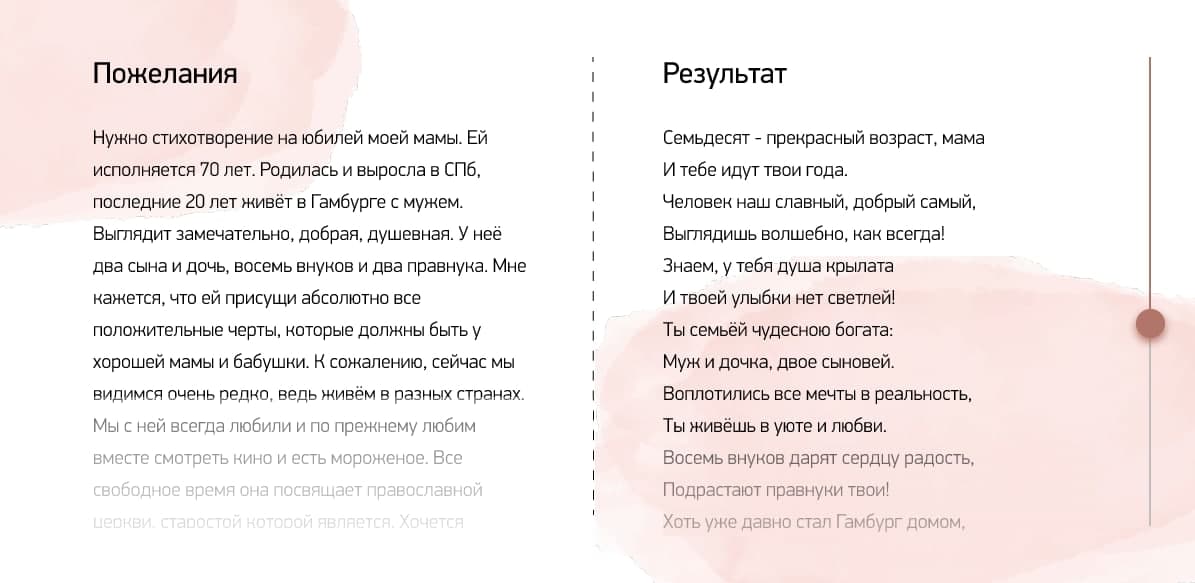 Пожелания
Нужно стихотворение на юбилей моей мамы. Ей
исполняется 70 лет. Родилась и выросла в СПб,
последние 20 лет живёт в Гамбурге с мужем.
Выглядит замечательно, добрая, душевная. У неё
два сына и дочь, восемь внуков и два правнука. Мне
кажется, что ей присущи абсолютно все
положительные черты, которые должны быть у
хорошей мамы и бабушки. К сожалению, сейчас мы
видимся очень редко, ведь живём в разных странах.
Мы с ней всегда любили и по прежнему любим
вместе смотреть кино и есть мороженое. Все
свободное время она посвящает православной
церкви, старостой которой является. Хочется
Результат
Семьдесят - прекрасный возраст, мама
И тебе идут твои года.
Человек наш славный, добрый самый,
Выглядишь волшебно, как всегда!
Знаем, у тебя душа крылата
И твоей улыбки нет светлей!
Ты семьёй чудесною богата:
Муж и дочка, двое сыновей.
Воплотились все мечты в реальность,
Ты живёшь в уюте и любви.
Восемь внуков дарят сердцу радость,
Подрастают правнуки твои!
Хоть уже давно стал Гамбург домом,